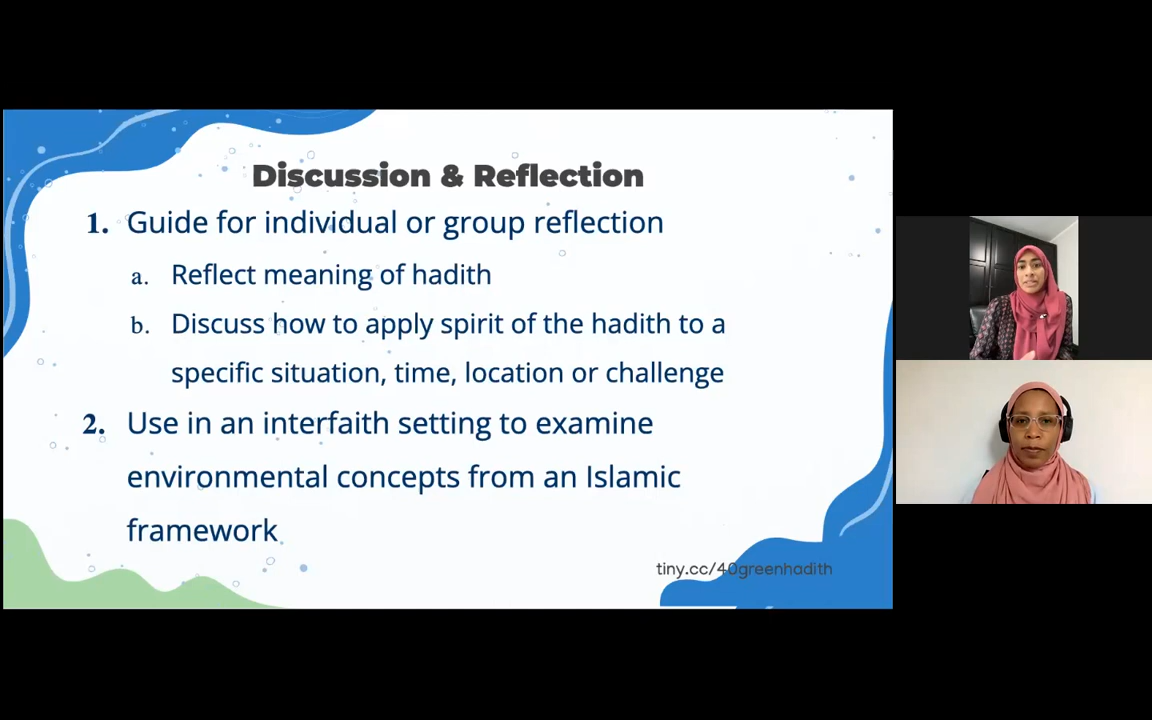 Discussion & Reflection
1. Guide for individual or group reflection
a. Reflect meaning of hadith
b. Discuss how to apply spirit of the hadith to a
specific situation, time, location or challenge
2. Use in an interfaith setting to examine
environmental concepts from an Islamic
framework
tiny.cc/40greenhadith